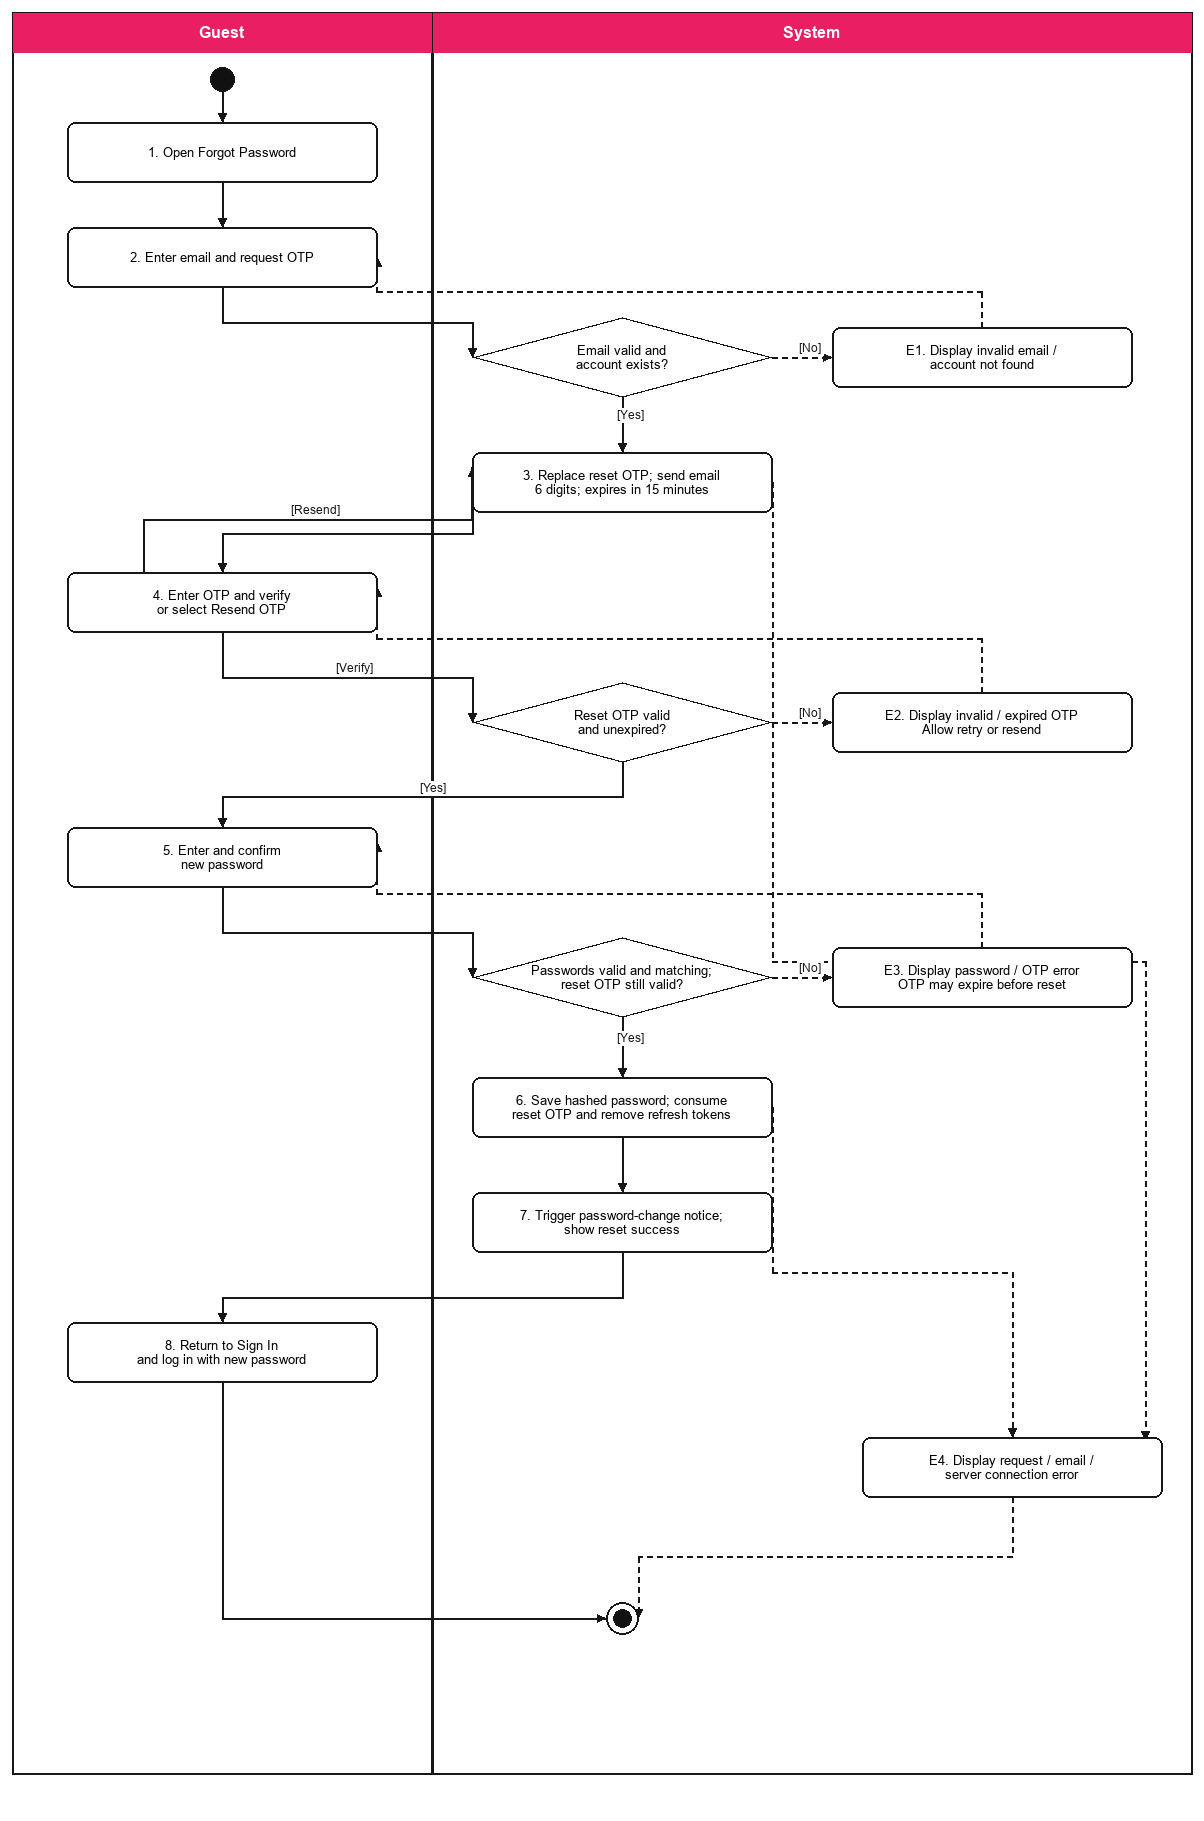 Guest
System
1. Open Forgot Password
2. Enter email and request OTP
Email valid and
account exists?
[No]
E1. Display invalid email /
account not found
[Yes]
3. Replace reset OTP; send email
6 digits; expires in 15 minutes
[Resend]
4. Enter OTP and verify
or select Resend OTP
[Verify]
Reset OTP valid
and unexpired?
[No]
E2. Display invalid / expired OTP
Allow retry or resend
[Yes]
5. Enter and confirm
new password
Passwords valid and matching;
reset OTP still valid?
[No]
E3. Display password / OTP error
OTP may expire before reset
[Yes]
6. Save hashed password; consume
reset OTP and remove refresh tokens
7. Trigger password-change notice;
show reset success
8. Return to Sign In
and log in with new password
E4. Display request / email /
server connection error